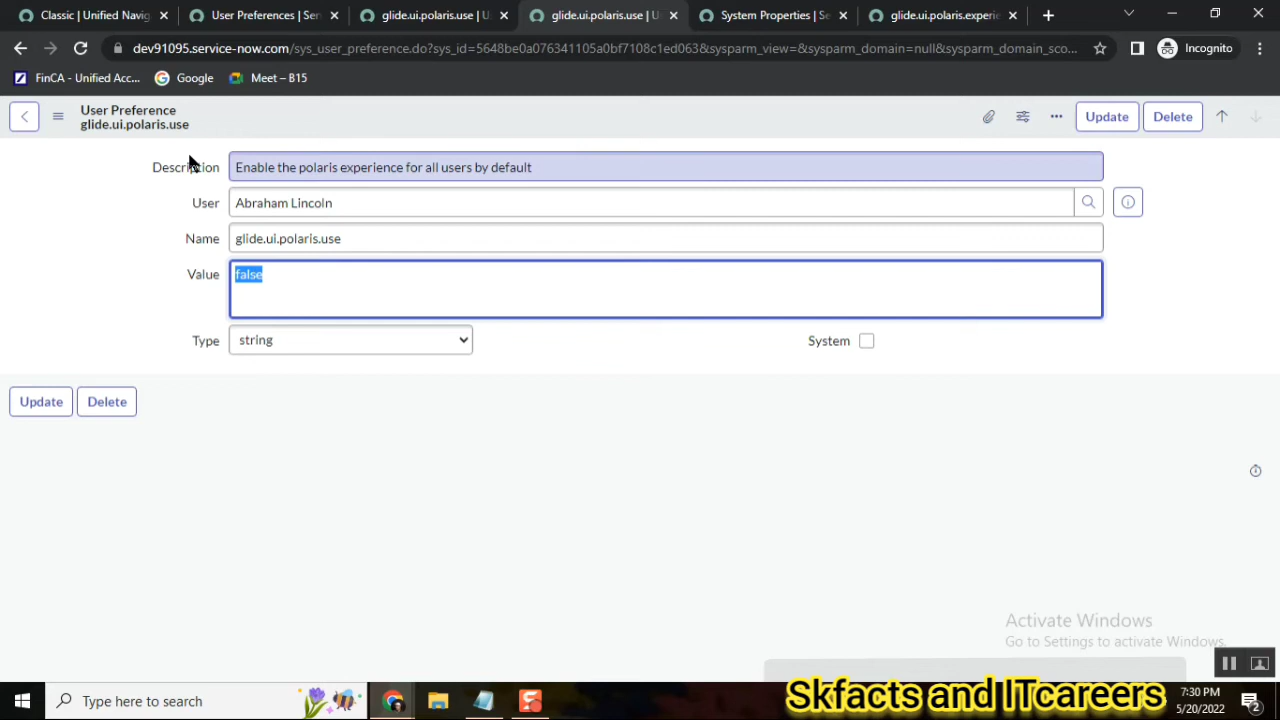 Classic | Unified Navig
User Preferences | Ser
glide.ui.polaris.use | U
glide.ui.polaris.use | U
System Properties | Se
glide.ui.polaris.experie
dev91095.service-now.com/sys_user_preference.do?sys_id=5648be0a076341105a0bf7108c1ed063&sysparm_view=&sysparm_domain=null&sysparm_domain_sco...
Incognito
FinCA - Unified Acc...
Google
Meet – B15
User Preference
glide.ui.polaris.use
Update
Delete
Description
Enable the polaris experience for all users by default
User
Abraham Lincoln
Name
glide.ui.polaris.use
Value
false
Type
string
System
Update
Delete
Activate Windows
Go to Settings to activate Windows.
Type here to search
Skfacts and ITcareers
7:30 PM
5/20/2022
2